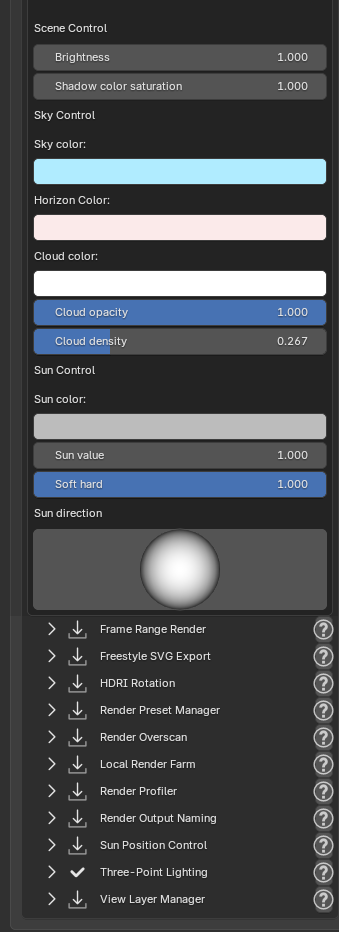 Scene Control
Brightness 1.000
Shadow color saturation 1.000
Sky Control
Sky color:
Horizon Color:
Cloud color:
Cloud opacity 1.000
Cloud density 0.267
Sun Control
Sun color:
Sun value 1.000
Soft hard 1.000
Sun direction
Frame Range Render ?
Freestyle SVG Export ?
HDRI Rotation ?
Render Preset Manager ?
Render Overscan ?
Local Render Farm ?
Render Profiler ?
Render Output Naming ?
Sun Position Control ?
Three-Point Lighting ?
View Layer Manager ?